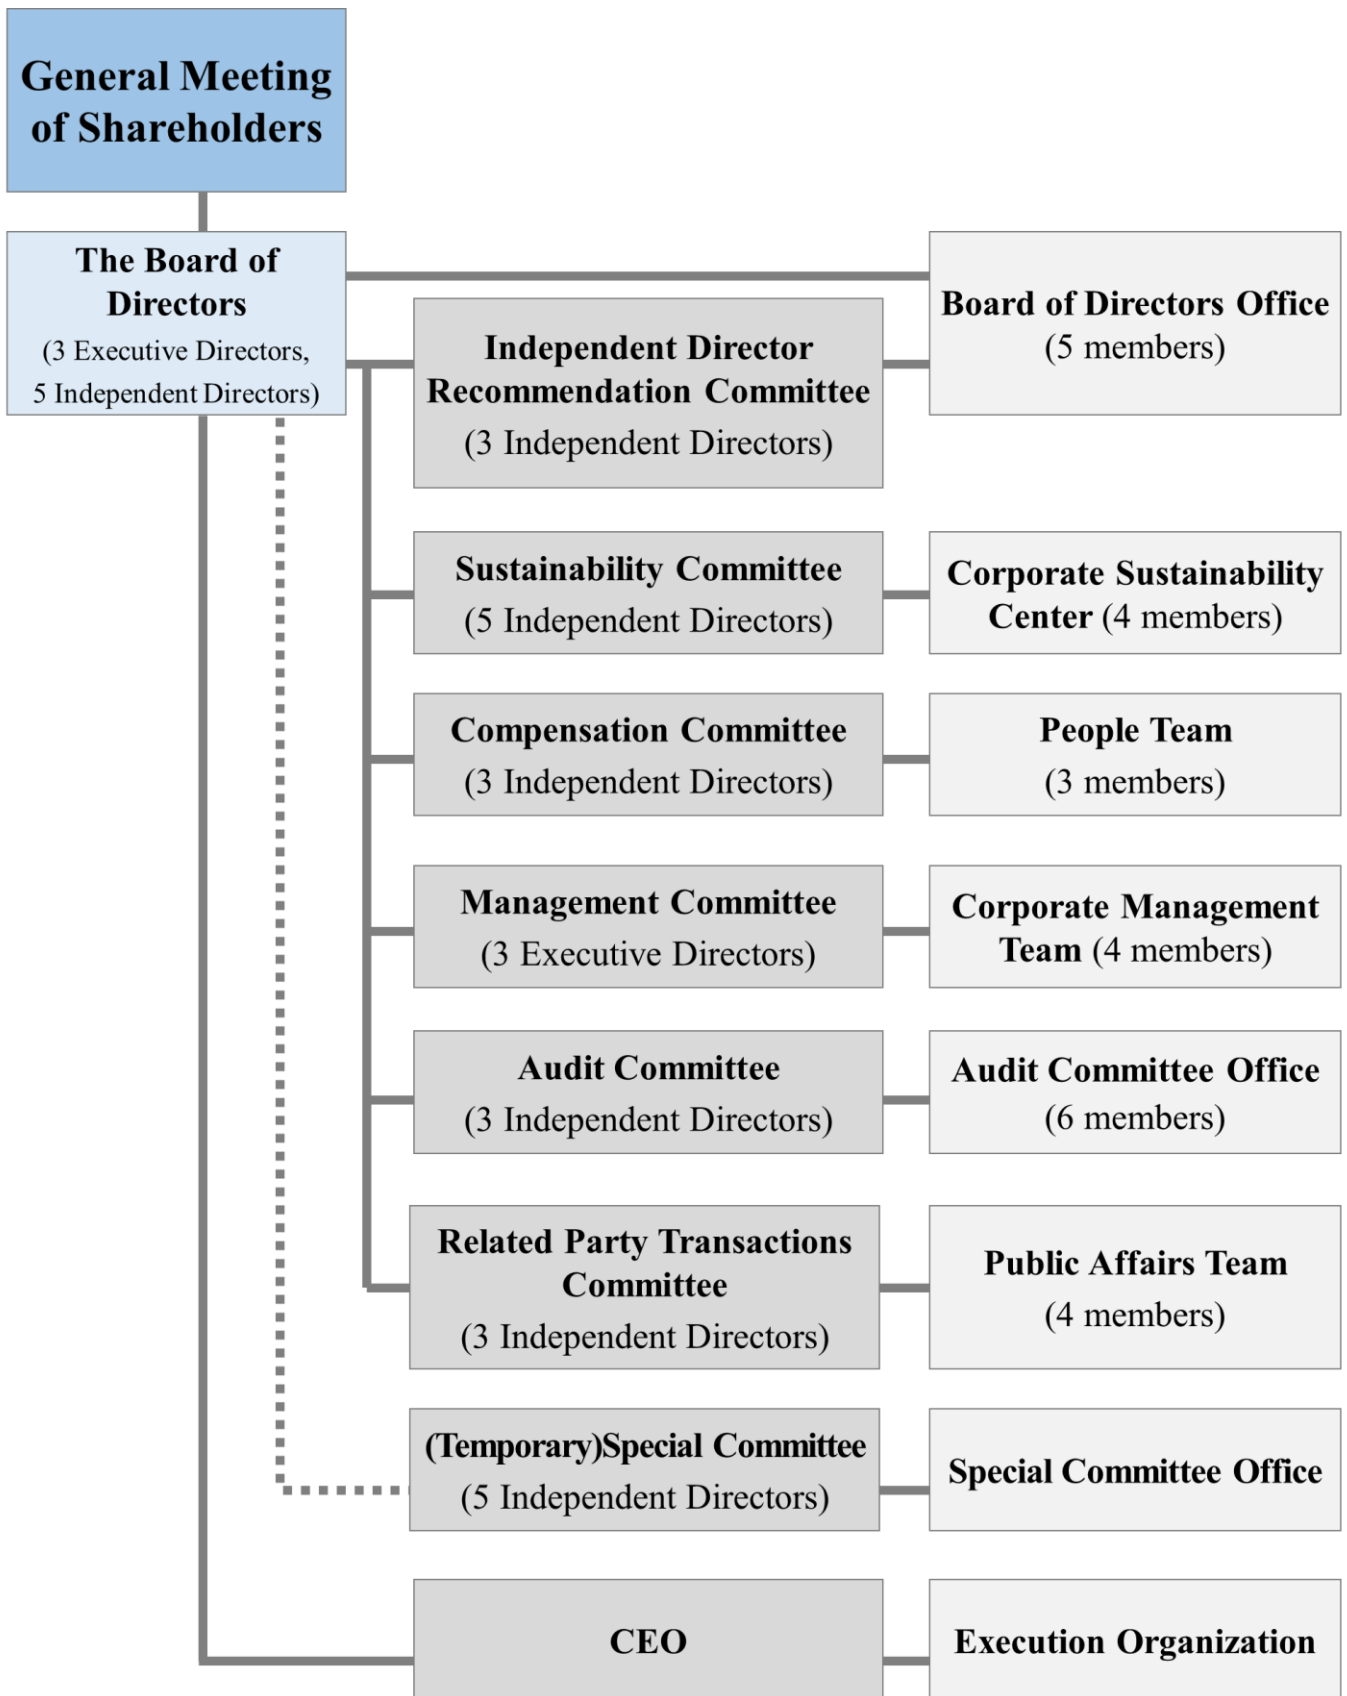 General Meeting
of Shareholders
The Board of
Directors
(3 Executive Directors,
5 Independent Directors)
Board of Directors Office
(5 members)
Independent Director
Recommendation Committee
(3 Independent Directors)
Sustainability Committee
(5 Independent Directors)
Corporate Sustainability
Center (4 members)
Compensation Committee
(3 Independent Directors)
People Team
(3 members)
Management Committee
(3 Executive Directors)
Corporate Management
Team (4 members)
Audit Committee
(3 Independent Directors)
Audit Committee Office
(6 members)
Related Party Transactions
Committee
(3 Independent Directors)
Public Affairs Team
(4 members)
(Temporary)Special Committee
(5 Independent Directors)
Special Committee Office
CEO
Execution Organization